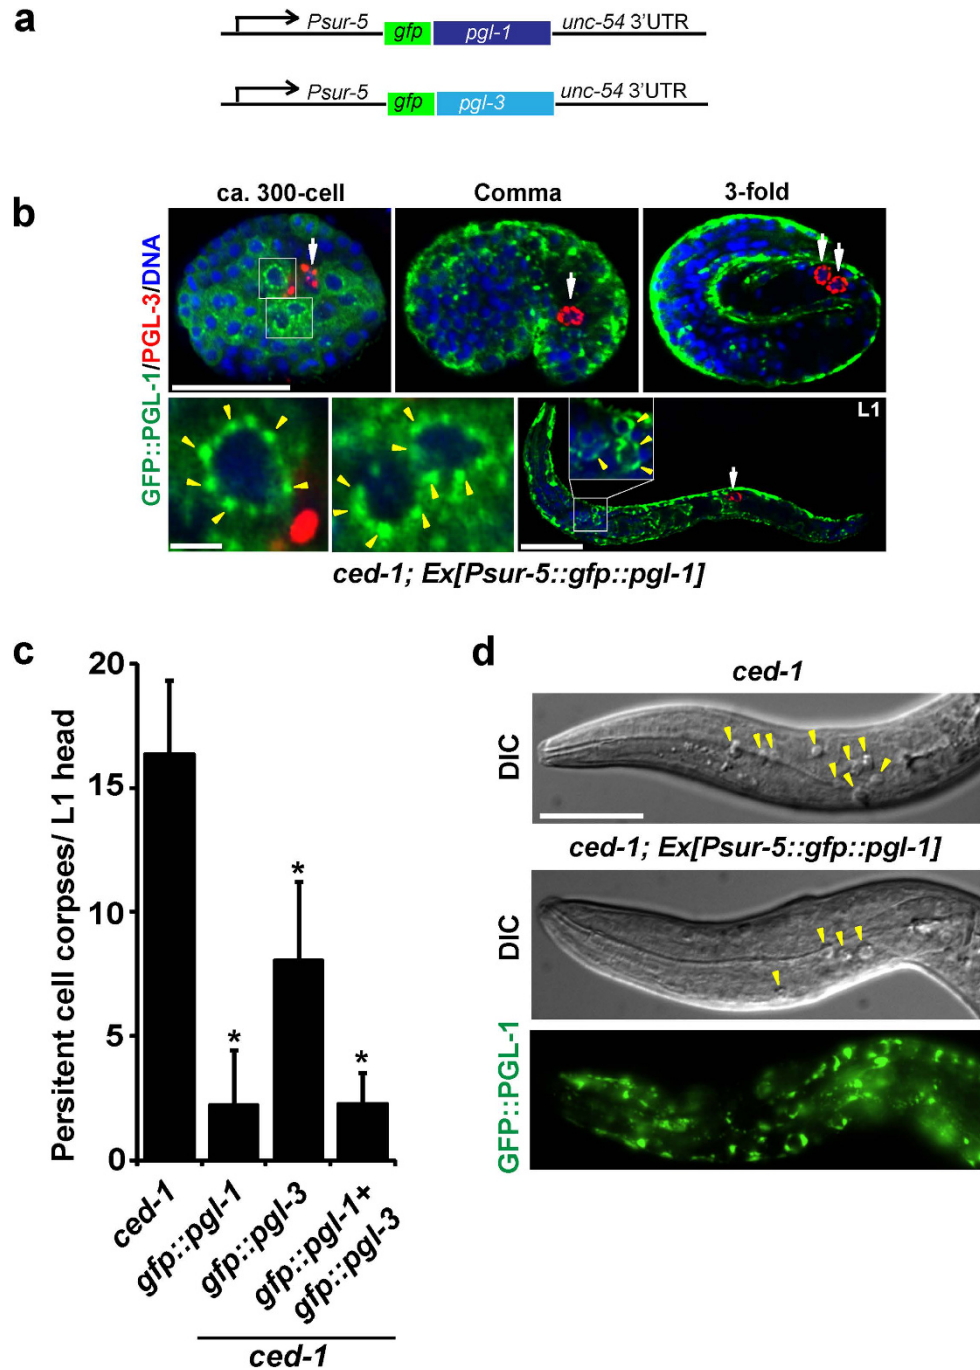 a
Psur-5 gfp pgl-1 unc-54 3'UTR
Psur-5 gfp pgl-3 unc-54 3'UTR
b
ca. 300-cell Comma 3-fold
GFP::PGL-1/PGL-3/DNA
L1
ced-1; Ex[Psur-5::gfp::pgl-1]
c
Persitent cell corpses/ L1 head
20
15
10
5
0
*
*
*
ced-1
gfp::pgl-1
gfp::pgl-3
gfp::pgl-1+
gfp::pgl-3
ced-1
d
ced-1
DIC
ced-1; Ex[Psur-5::gfp::pgl-1]
DIC
GFP::PGL-1